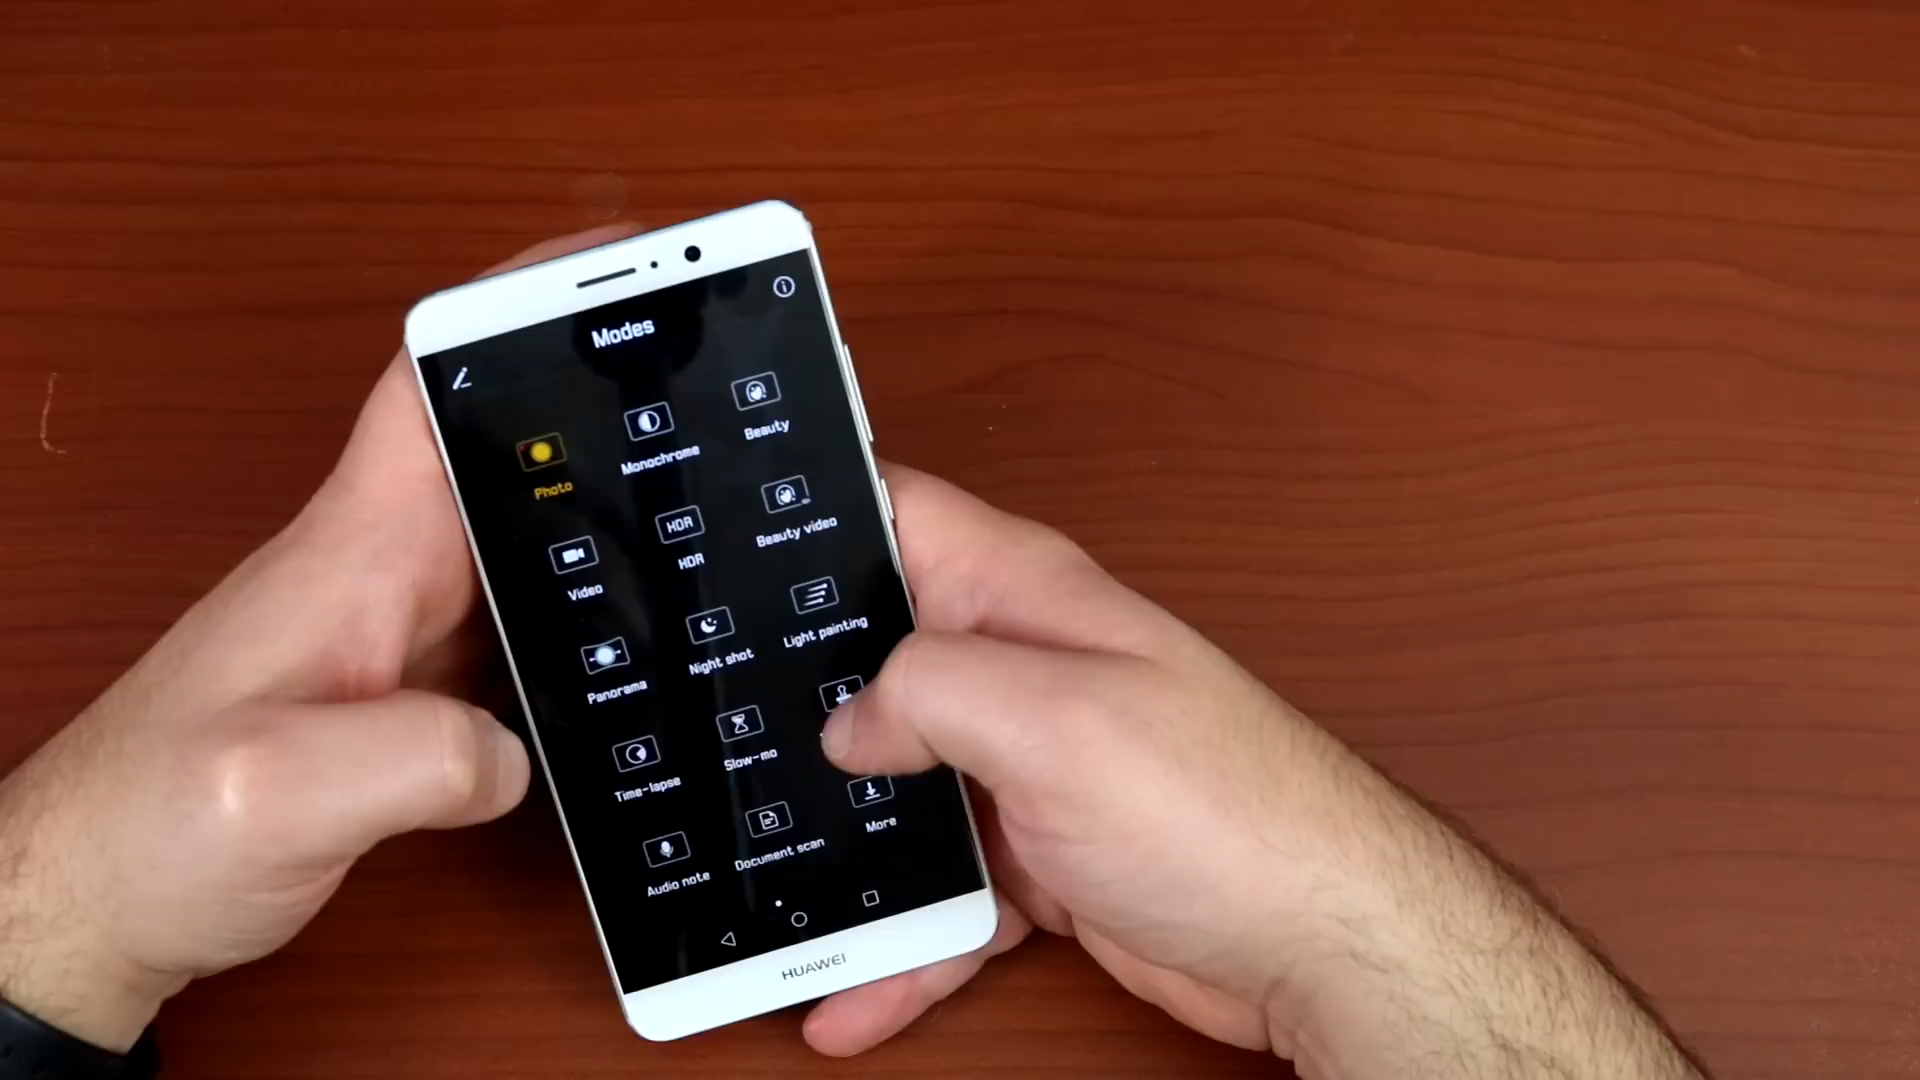 Modes
Photo
Monochrome
Beauty
Video
HDR
HDR
Beauty video
Panorama
Night shot
Light painting
Time-lapse
Slow-mo
Audio note
Document scan
More
HUAWEI